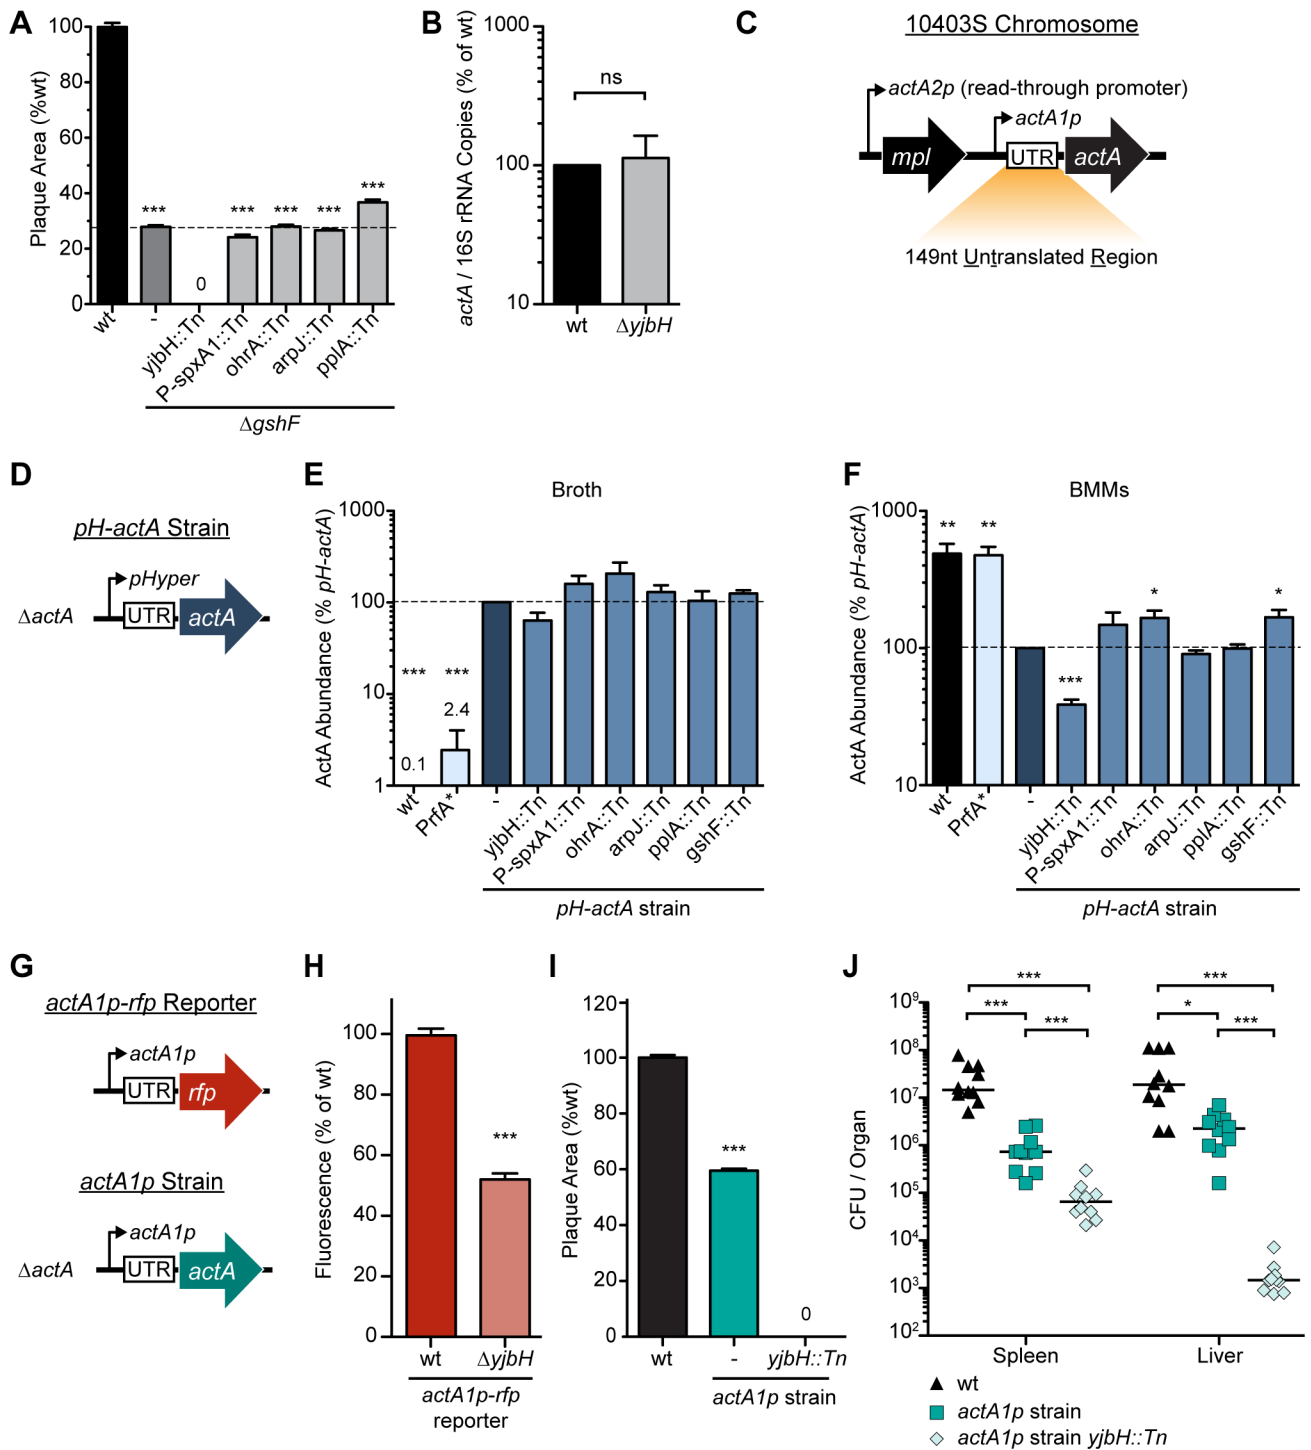 A
Plaque Area (%wt)
100
80
60
40
20
0
***
0
***
***
***
***
wt
-
yjbH::Tn
P-spxA1::Tn
ohrA::Tn
arpJ::Tn
pplA::Tn
ΔgshF
B
actA / 16S rRNA Copies (% of wt)
1000
100
10
ns
wt
ΔyjbH
C
10403S Chromosome
actA2p (read-through promoter)
actA1p
mpl
UTR
actA
149nt Untranslated Region
D
pH-actA Strain
pHyper
ΔactA
UTR
actA
E
Broth
ActA Abundance (% pH-actA)
1000
100
10
1
***
***
0.1
2.4
wt
PrfA*
-
yjbH::Tn
P-spxA1::Tn
ohrA::Tn
arpJ::Tn
pplA::Tn
gshF::Tn
pH-actA strain
F
BMMs
ActA Abundance (% pH-actA)
1000
100
10
**
**
***
*
*
wt
PrfA*
-
yjbH::Tn
P-spxA1::Tn
ohrA::Tn
arpJ::Tn
pplA::Tn
gshF::Tn
pH-actA strain
G
actA1p-rfp Reporter
actA1p
UTR
rfp
actA1p Strain
actA1p
ΔactA
UTR
actA
H
Fluorescence (% of wt)
100
80
60
40
20
0
***
wt
ΔyjbH
actA1p-rfp
reporter
I
Plaque Area (%wt)
120
100
80
60
40
20
0
***
0
wt
-
yjbH::Tn
actA1p strain
J
CFU / Organ
10⁹
10⁸
10⁷
10⁶
10⁵
10⁴
10³
10²
***
***
***
***
*
***
Spleen
Liver
wt
actA1p strain
actA1p strain yjbH::Tn